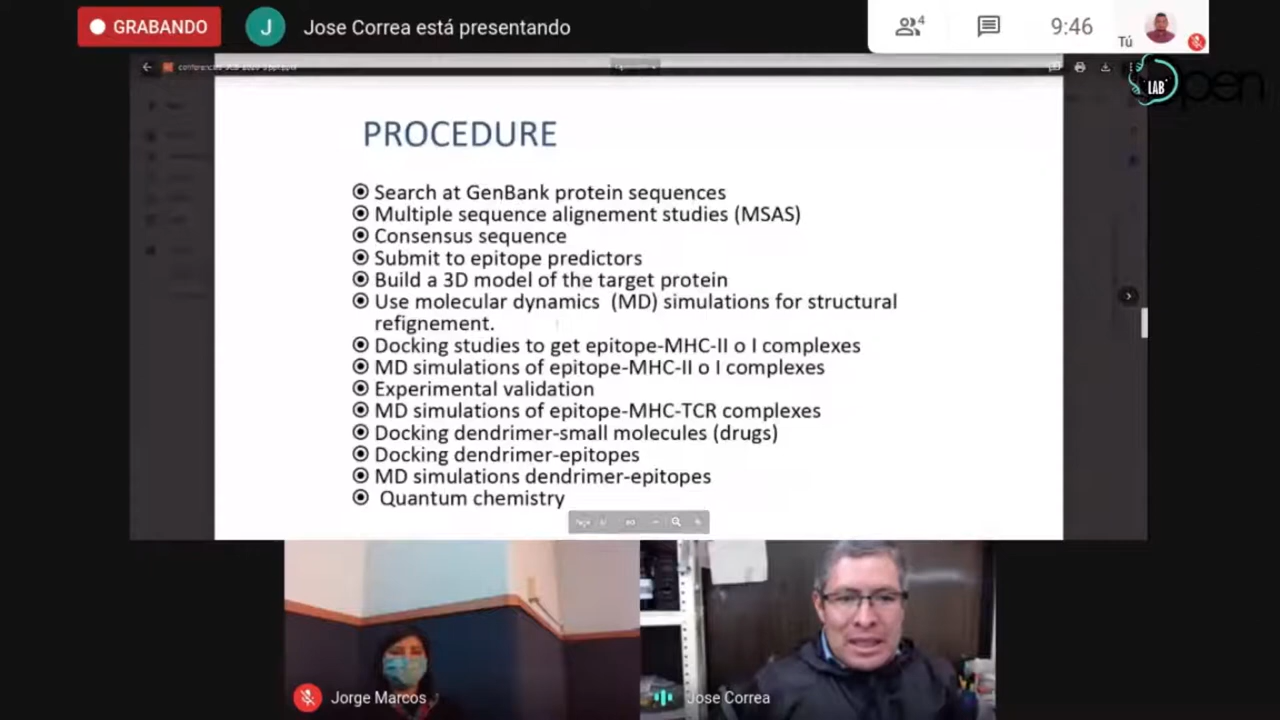 GRABANDO
J
Jose Correa está presentando
4
9:46
Tú
LAB
Open
PROCEDURE
Search at GenBank protein sequences
Multiple sequence alignement studies (MSAS)
Consensus sequence
Submit to epitope predictors
Build a 3D model of the target protein
Use molecular dynamics (MD) simulations for structural
refignement.
Docking studies to get epitope-MHC-II o I complexes
MD simulations of epitope-MHC-II o I complexes
Experimental validation
MD simulations of epitope-MHC-TCR complexes
Docking dendrimer-small molecules (drugs)
Docking dendrimer-epitopes
MD simulations dendrimer-epitopes
Quantum chemistry
Page
Jorge Marcos
Jose Correa